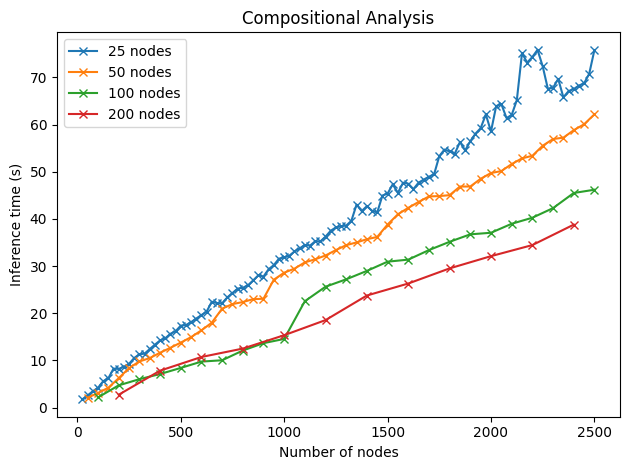 Compositional Analysis
25 nodes
50 nodes
100 nodes
200 nodes
Inference time (s)
70
60
50
40
30
20
10
0
0 500 1000 1500 2000 2500
Number of nodes